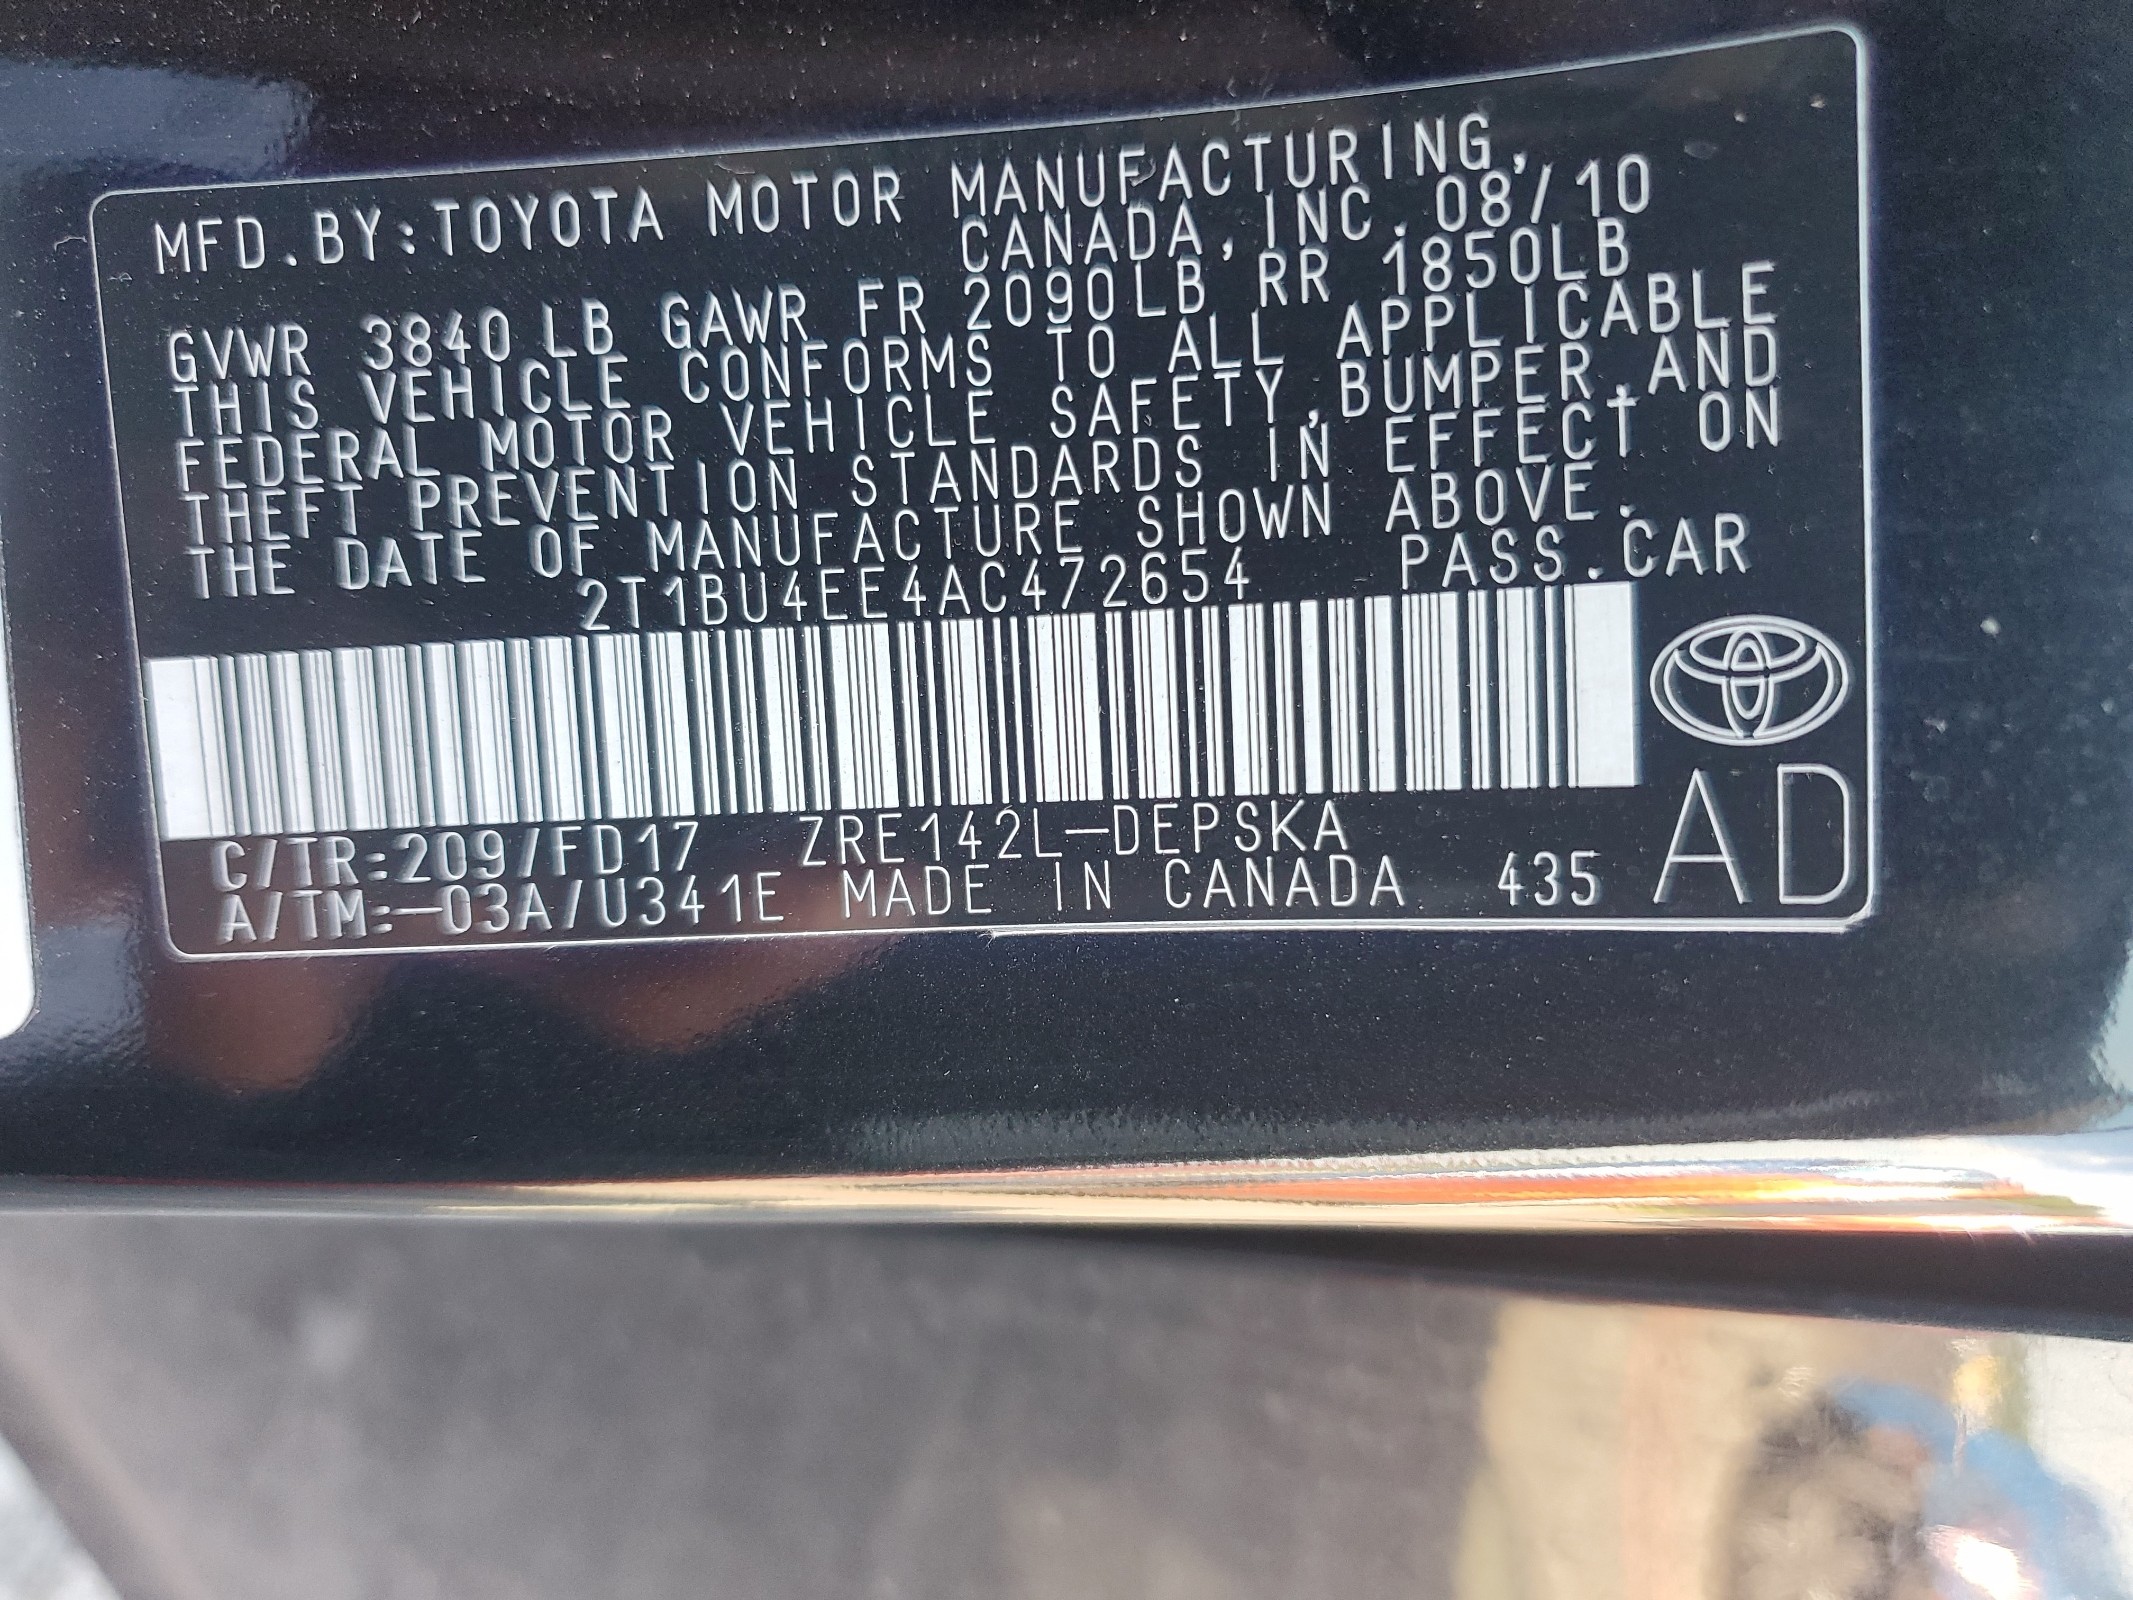 MFD.BY:TOYOTA MOTOR MANUFACTURING,
CANADA,INC.08/10
GVWR 3840LB GAWR FR 2090LB RR 1850LB
THIS VEHICLE CONFORMS TO ALL APPLICABLE
FEDERAL MOTOR VEHICLE SAFETY,BUMPER,AND
THEFT PREVENTION STANDARDS IN EFFECT ON
THE DATE OF MANUFACTURE SHOWN ABOVE.
2T1BU4EE4AC472654 PASS.CAR
C/TR:209/FD17 ZRE142L-DEPSKA
A/TM:-03A/U341E MADE IN CANADA 435
AD